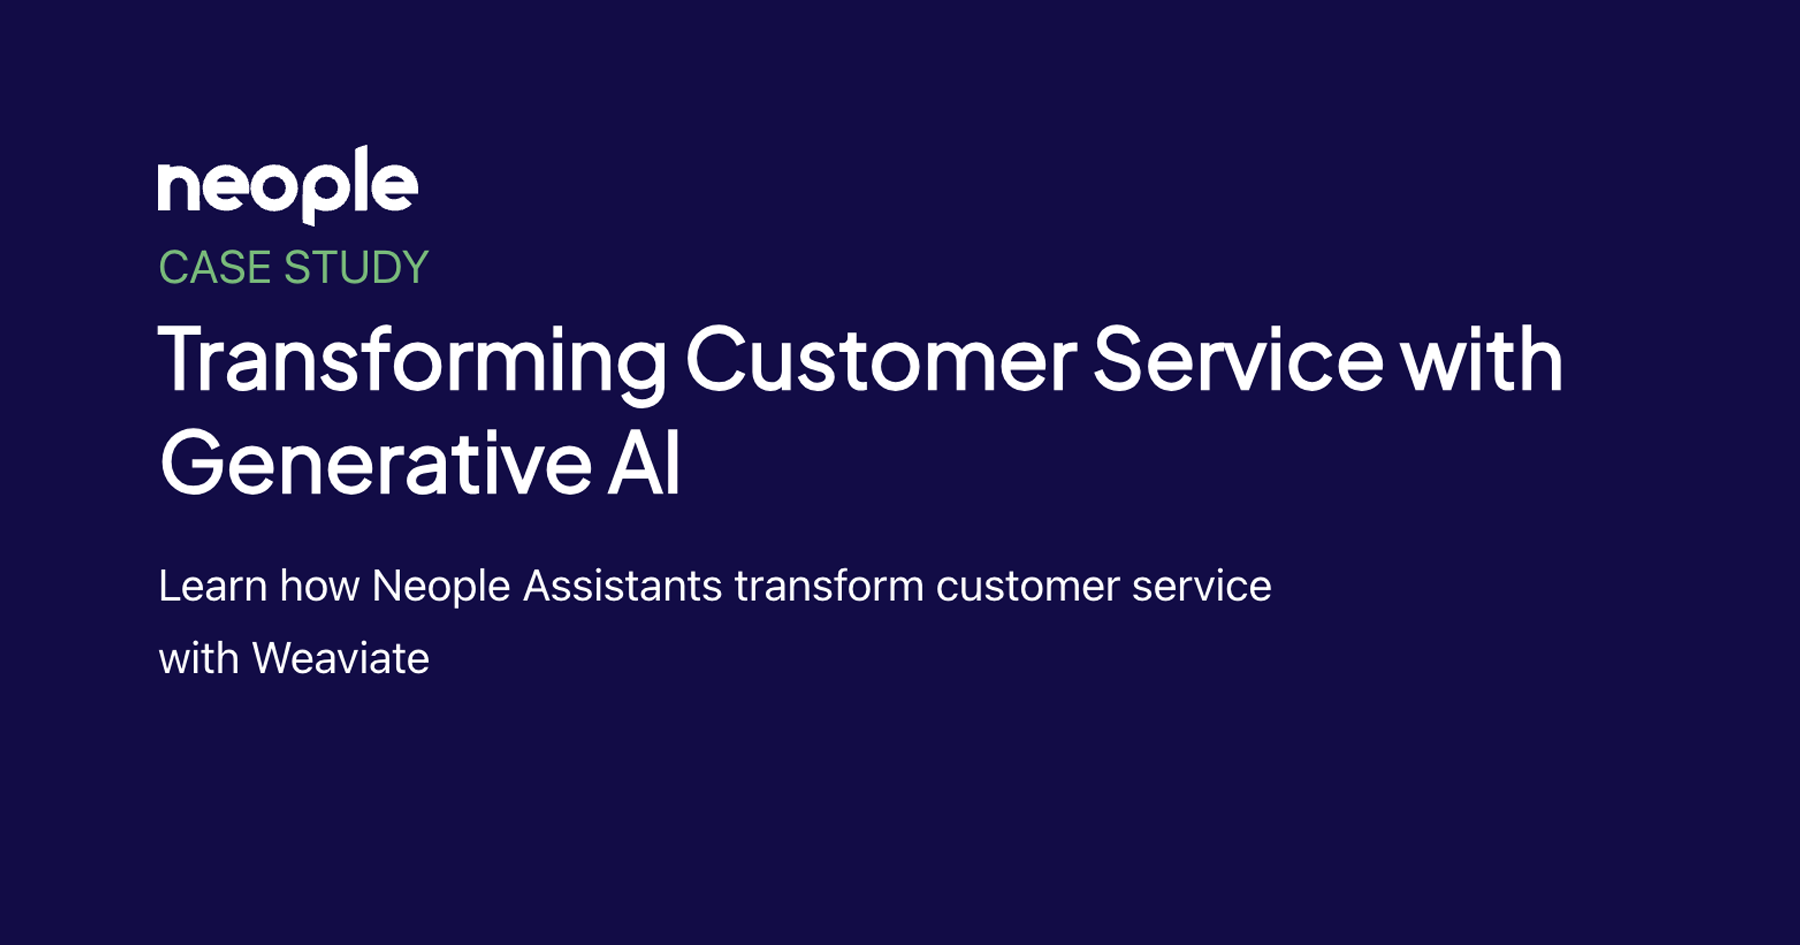 neople
CASE STUDY
Transforming Customer Service with
Generative AI
Learn how Neople Assistants transform customer service
with Weaviate